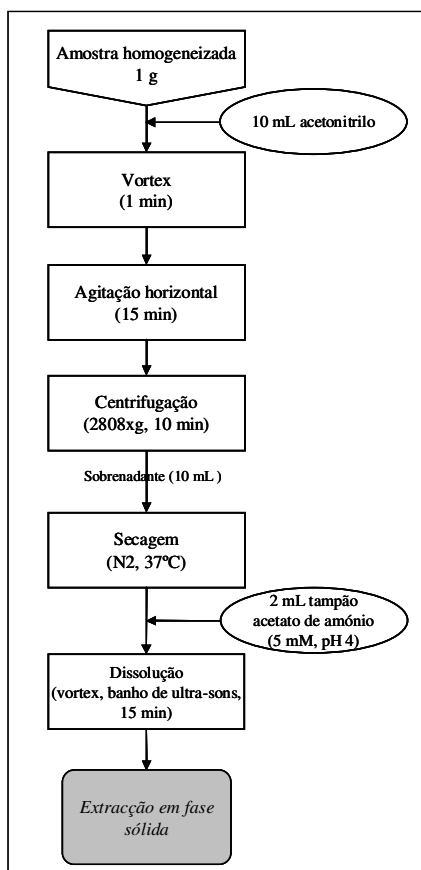 Amostra homogeneizada
1 g
10 mL acetonitrilo
Vortex
(1 min)
Agitação horizontal
(15 min)
Centrifugação
(2808xg, 10 min)
Sobrenadante (10 mL )
Secagem
(N2, 37ºC)
2 mL tampão
acetato de amónio
(5 mM, pH 4)
Dissolução
(vortex, banho de ultra-sons,
15 min)
Extracção em fase
sólida